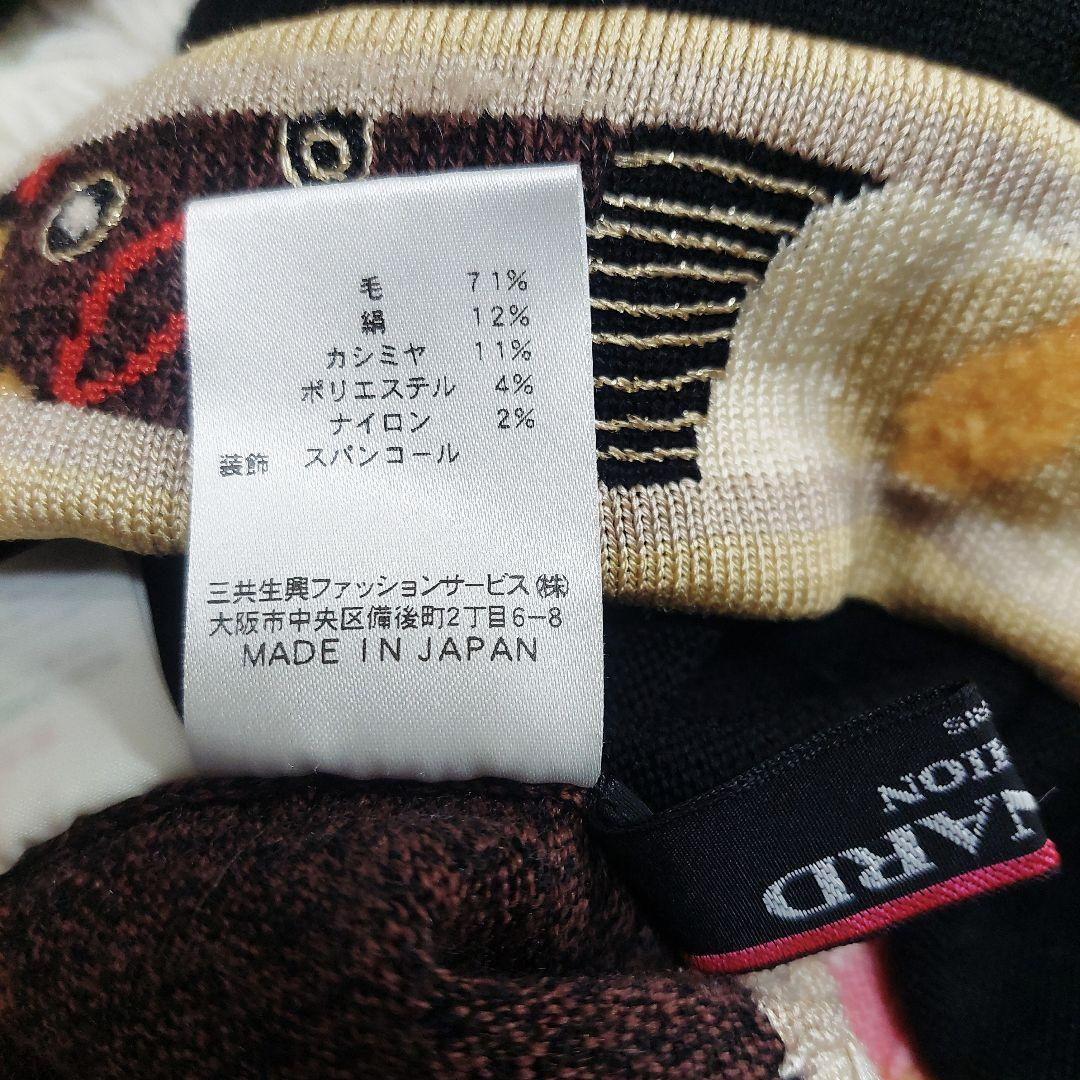 毛 71%
絹 12%
カシミヤ 11%
ポリエステル 4%
ナイロン 2%
装飾 スパンコール
三共生興ファッションサービス㈱
大阪市中央区備後町2丁目6-8
MADE IN JAPAN